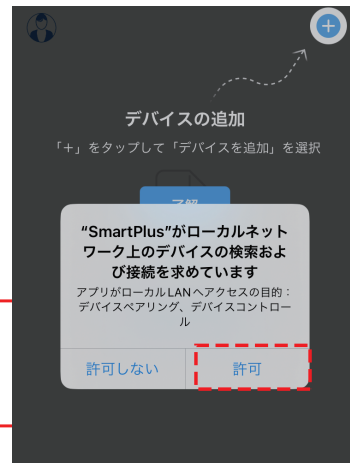 デバイスの追加
「+」をタップして「デバイスを追加」を選択
了解
“SmartPlus”がローカルネット
ワーク上のデバイスの検索およ
び接続を求めています
アプリがローカルLANへアクセスの目的：
デバイスペアリング、デバイスコントロー
ル
許可しない
許可